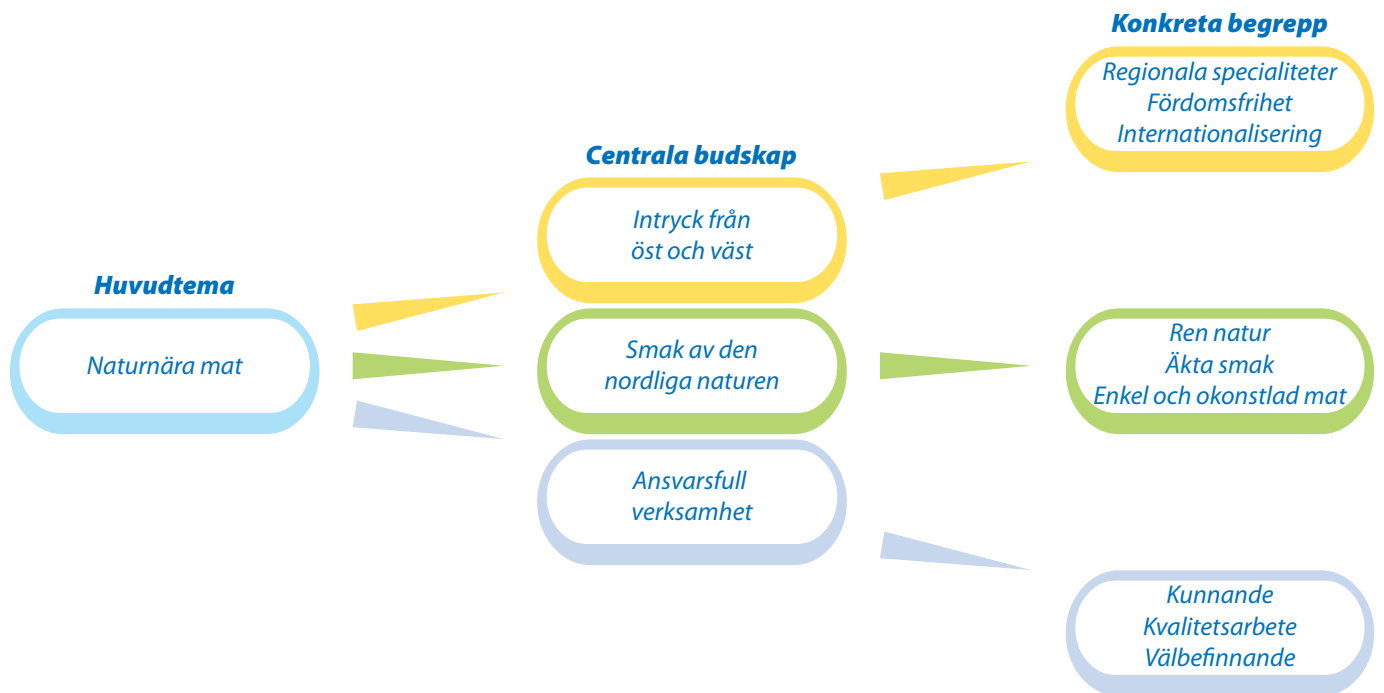 Huvudtema
Naturnära mat
Centrala budskap
Intryck från
öst och väst
Smak av den
nordliga naturen
Ansvarsfull
verksamhet
Konkreta begrepp
Regionala specialiteter
Fördomsfrihet
Internationalisering
Ren natur
Äkta smak
Enkel och okonstlad mat
Kunnande
Kvalitetsarbete
Välbefinnande